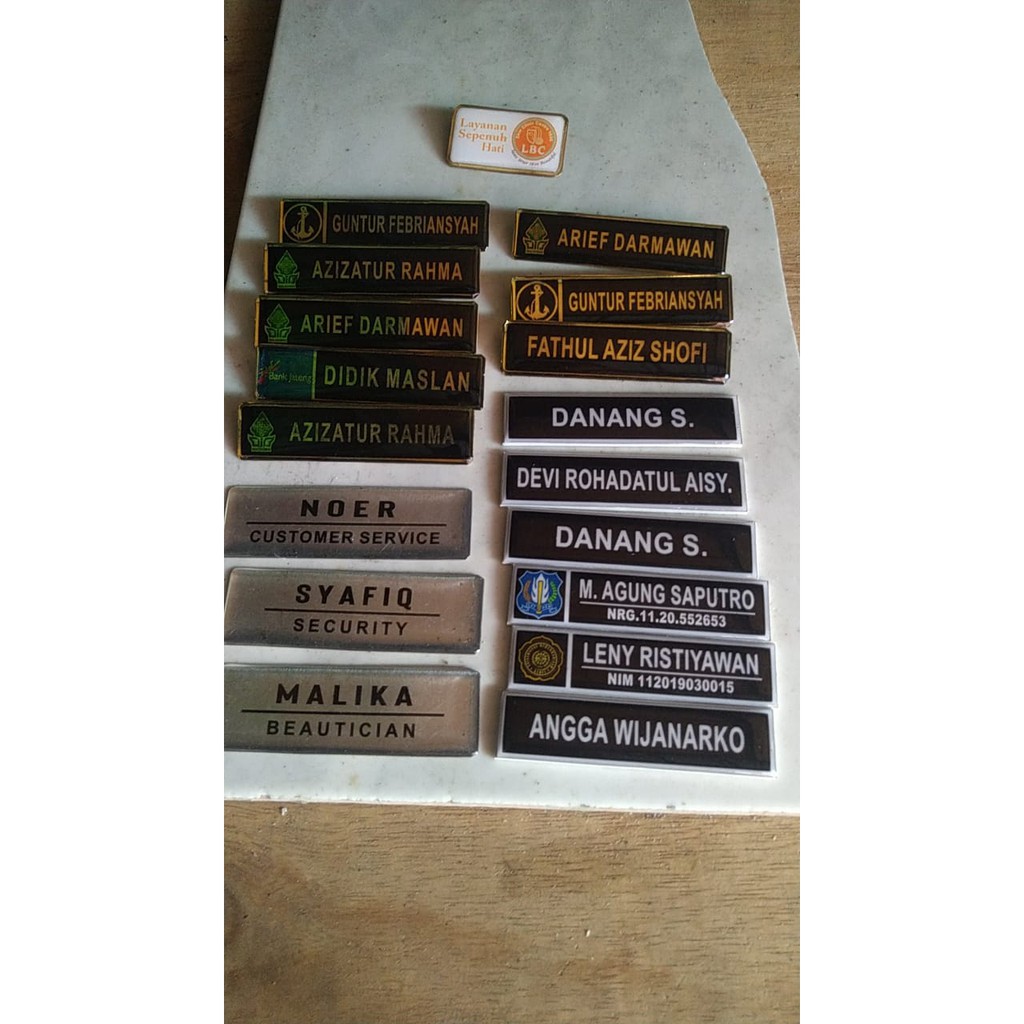 Layanan
Sepenuh
Hati
LBC
GUNTUR FEBRIANSYAH
AZIZATUR RAHMA
ARIEF DARMAWAN
Bank Jateng
DIDIK MASLAN
AZIZATUR RAHMA
NOER
CUSTOMER SERVICE
SYAFIQ
SECURITY
MALIKA
BEAUTICIAN
ARIEF DARMAWAN
GUNTUR FEBRIANSYAH
FATHUL AZIZ SHOFI
DANANG S.
DEVI ROHADATUL AISY.
DANANG S.
M. AGUNG SAPUTRO
NRG.11.20.552653
LENY RISTIYAWAN
NIM 112019030015
ANGGA WIJANARKO